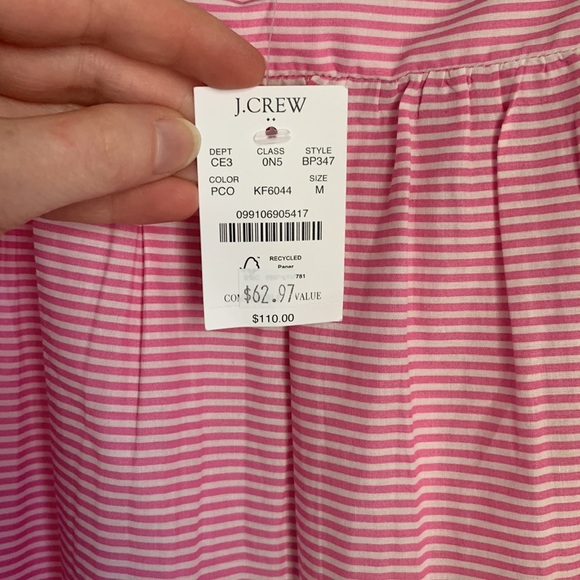 J.CREW
DEPT CLASS STYLE
CE3 0N5 BP347
COLOR SIZE
PCO KF6044 M
099106905417
RECYCLED
Paper
781
$62.97 VALUE
$110.00